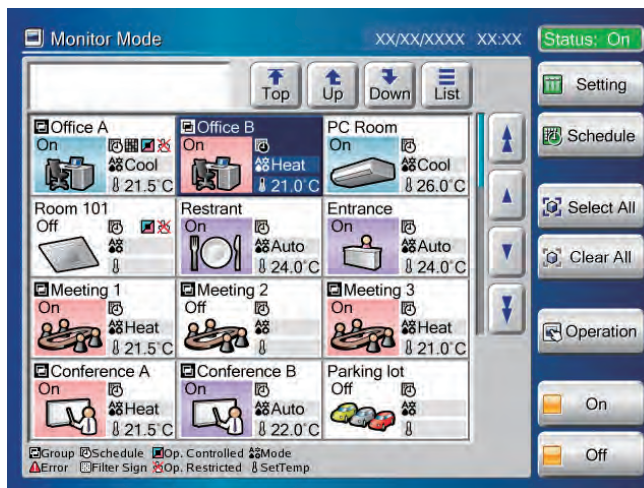 Monitor Mode XX/XX/XXXX XX:XX Status: On
Top Up Down List
Setting
Schedule
Select All
Clear All
Operation
On
Off
Office A
On
Cool
21.5°C
Office B
On
Heat
21.0°C
PC Room
On
Cool
26.0°C
Room 101
Off
Restrant
On
Auto
24.0°C
Entrance
On
Auto
24.0°C
Meeting 1
On
Heat
21.5°C
Meeting 2
Off
Meeting 3
On
Heat
21.0°C
Conference A
On
Heat
21.5°C
Conference B
On
Auto
22.0°C
Parking lot
Off
Group Schedule Op. Controlled Mode
Error Filter Sign Op. Restricted SetTemp